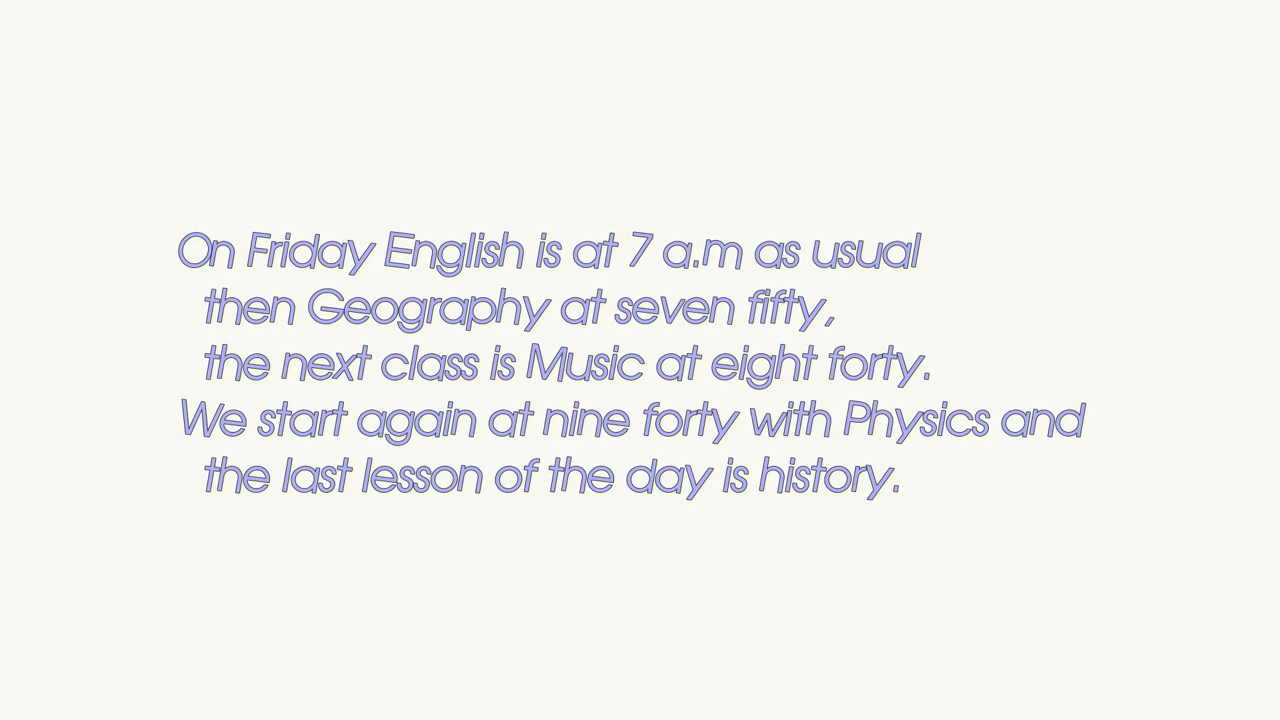 On Friday English is at 7 a.m as usual
then Geography at seven fifty,
the next class is Music at eight forty.
We start again at nine forty with Physics and
the last lesson of the day is history.